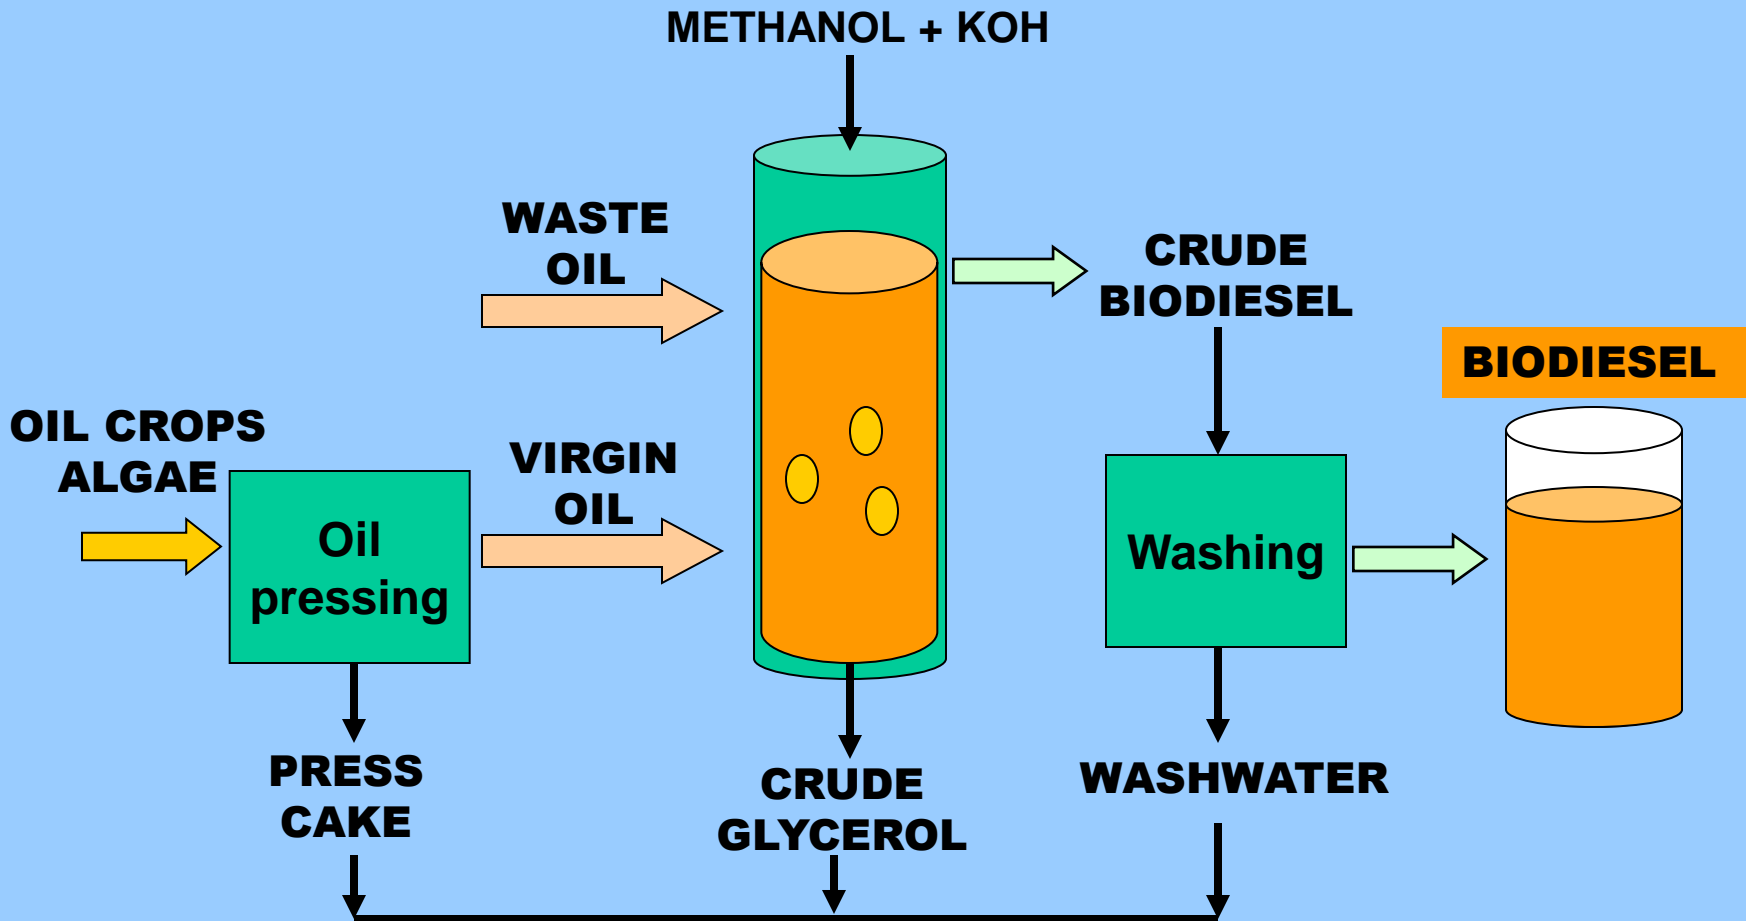 METHANOL + KOH
WASTE
OIL
CRUDE
BIODIESEL
BIODIESEL
OIL CROPS
ALGAE
VIRGIN
OIL
Oil
pressing
Washing
PRESS
CAKE
CRUDE
GLYCEROL
WASHWATER